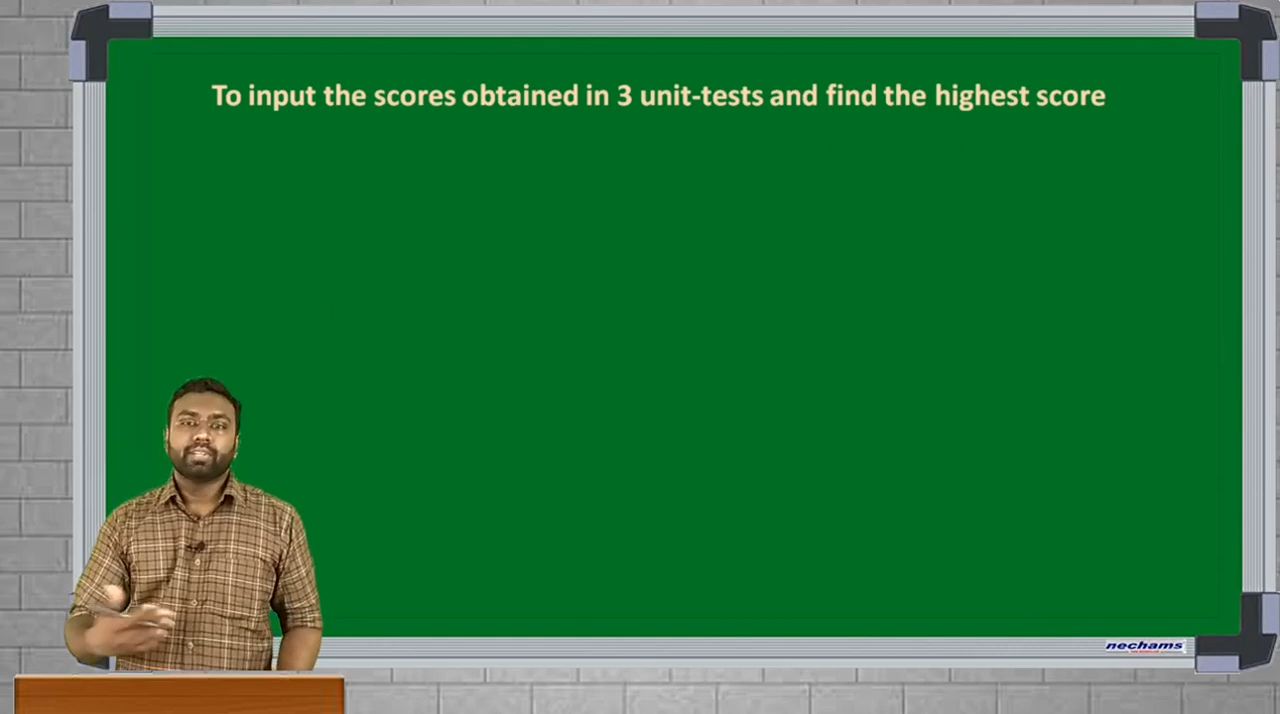 To input the scores obtained in 3 unit-tests and find the highest score
nechams